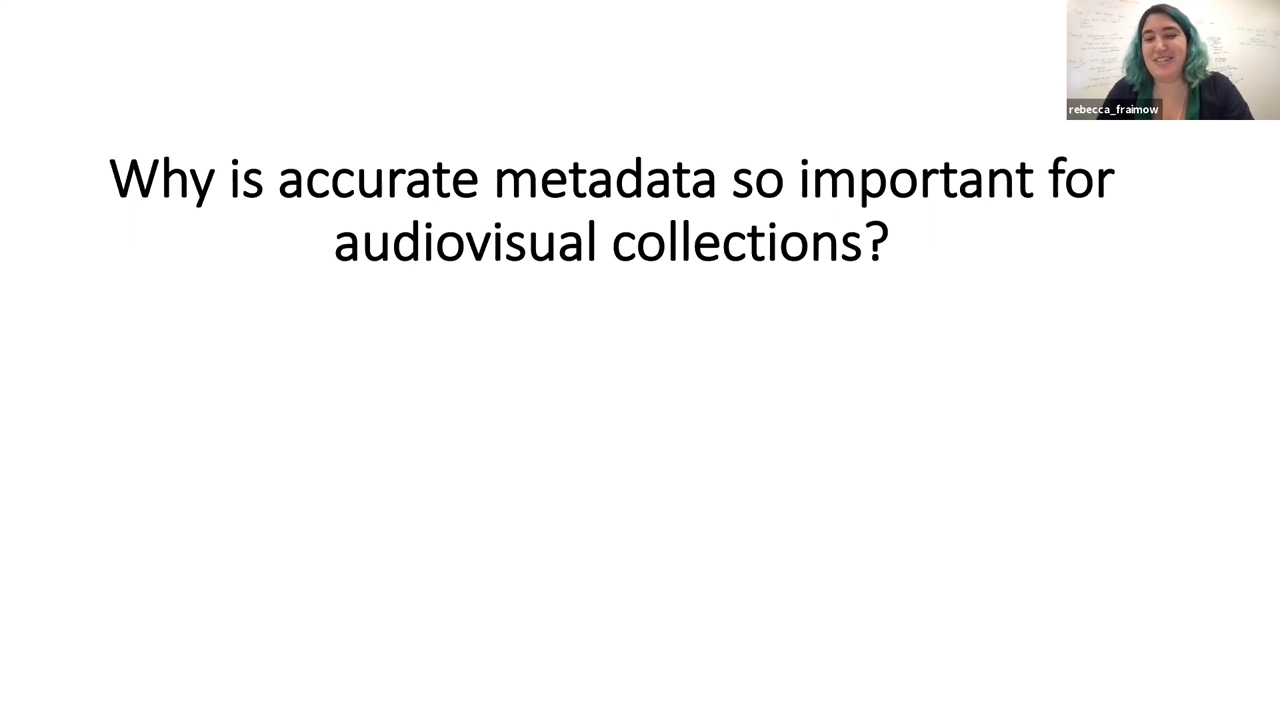 rebecca_fraimow
Why is accurate metadata so important for
audiovisual collections?